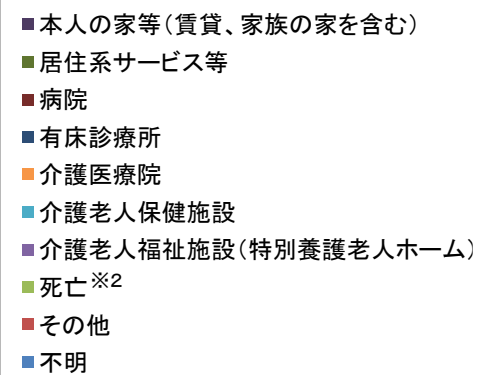 本人の家等（賃貸、家族の家を含む）
居住系サービス等
病院
有床診療所
介護医療院
介護老人保健施設
介護老人福祉施設（特別養護老人ホーム）
死亡※2
その他
不明